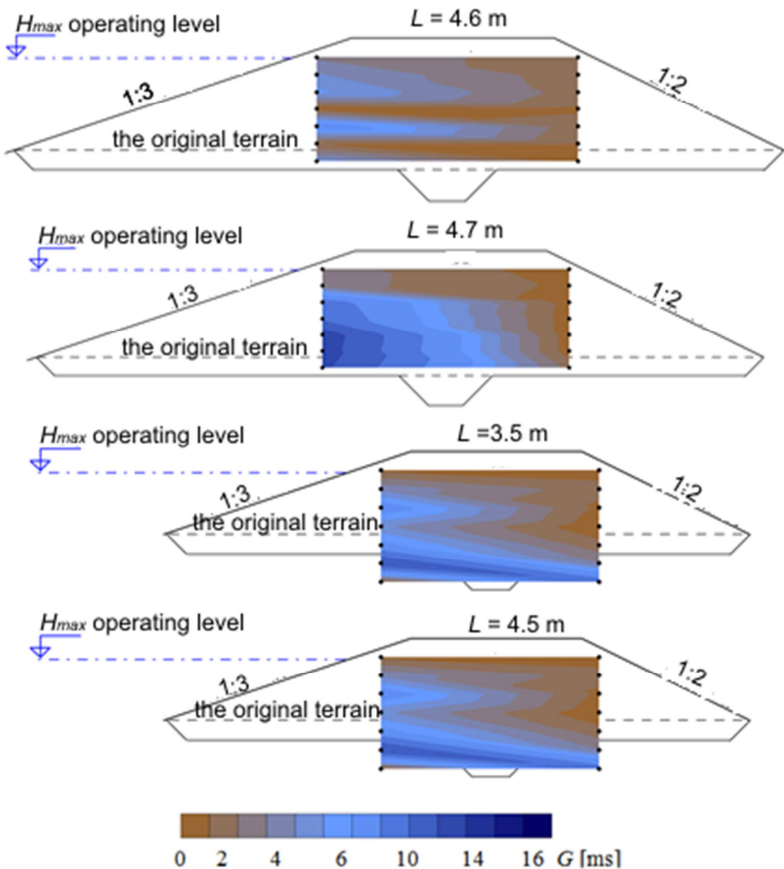 L = 4.6 m
Hmax operating level
1:3
1:2
the original terrain
L = 4.7 m
Hmax operating level
1:3
1:2
the original terrain
L =3.5 m
Hmax operating level
1:3
1:2
the original terrain
L = 4.5 m
Hmax operating level
1:3
1:2
the original terrain
0 2 4 6 10 14 16 G [ms]